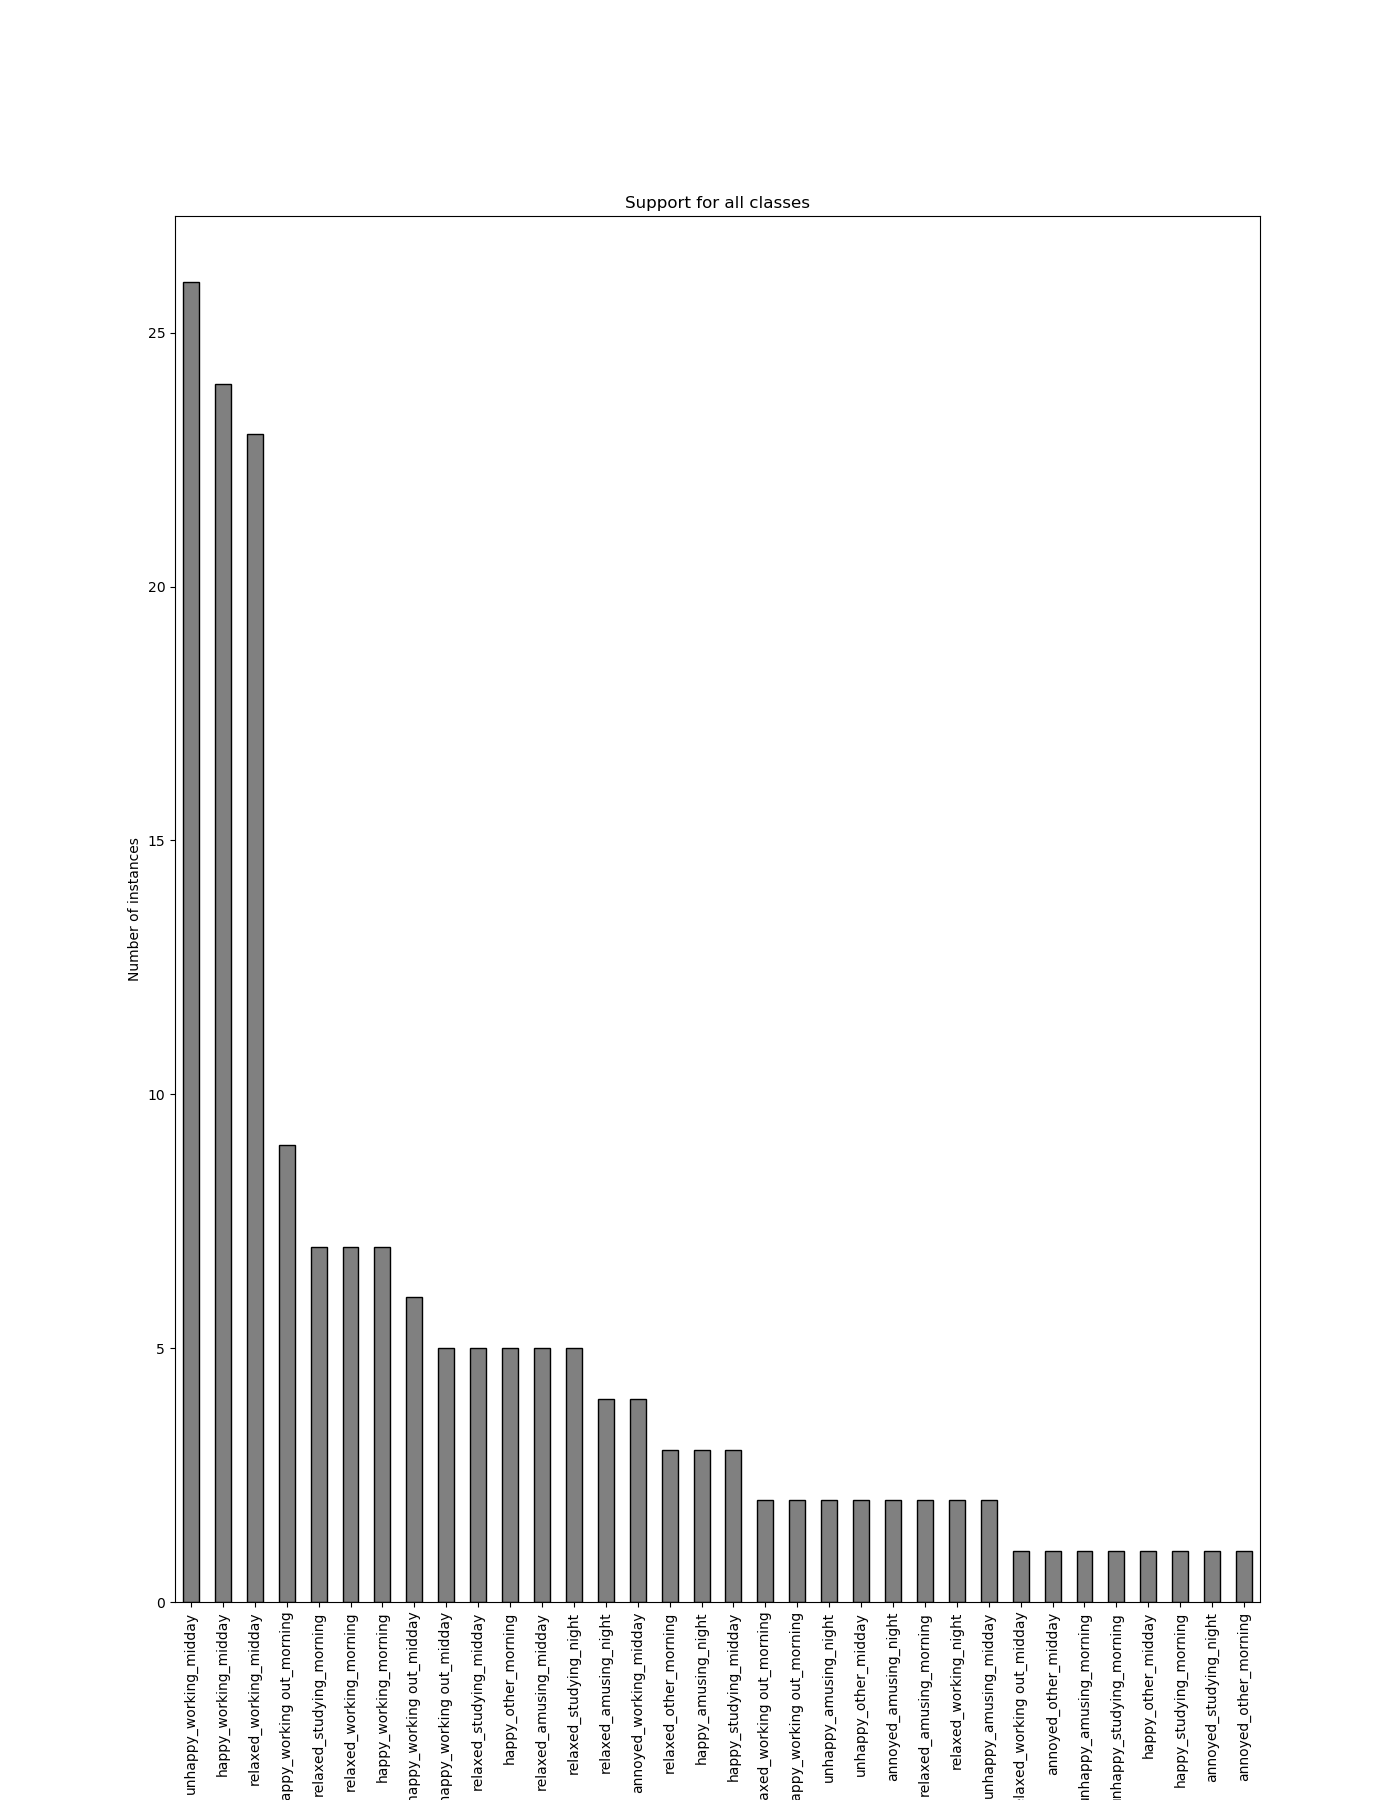 Support for all classes
Number of instances
25
20
15
10
5
0
unhappy_working_midday
happy_working_midday
relaxed_working_midday
appy_working out_morning
relaxed_studying_morning
relaxed_working_morning
happy_working_morning
happy_working out_midday
happy_working out_midday
relaxed_studying_midday
happy_other_morning
relaxed_amusing_midday
relaxed_studying_night
relaxed_amusing_night
annoyed_working_midday
relaxed_other_morning
happy_amusing_night
happy_studying_midday
axed_working out_morning
appy_working out_morning
unhappy_amusing_night
unhappy_other_midday
annoyed_amusing_night
relaxed_amusing_morning
relaxed_working_night
unhappy_amusing_midday
laxed_working out_midday
annoyed_other_midday
unhappy_amusing_morning
nhappy_studying_morning
happy_other_midday
happy_studying_morning
annoyed_studying_night
annoyed_other_morning